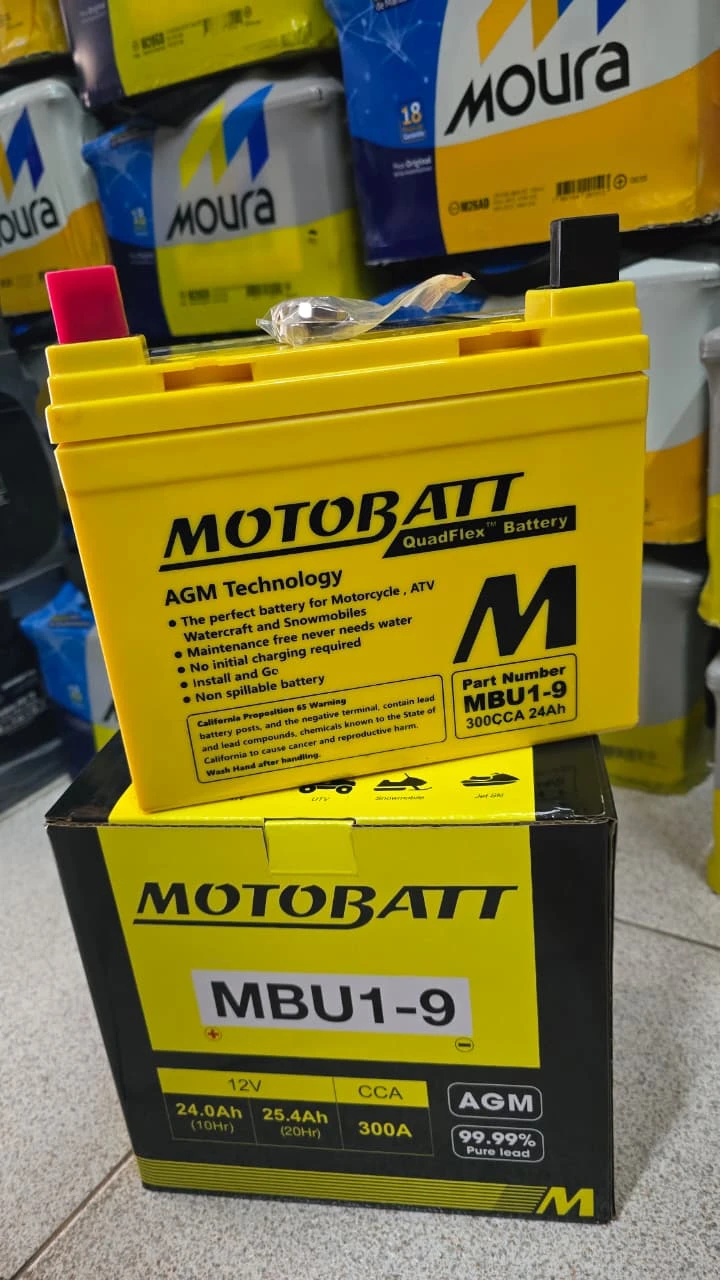 moura
18
moura
M26AD
moura
MOTOBATT
QuadFlex™ Battery
AGM Technology
• The perfect battery for Motorcycle , ATV
Watercraft and Snowmobiles
• Maintenance free never needs water
• No initial charging required
• Install and Go
• Non spillable battery
California Proposition 65 Warning
battery posts, and the negative terminal, contain lead
and lead compounds, chemicals known to the State of
California to cause cancer and reproductive harm.
Wash Hand after handling.
M
Part Number
MBU1-9
300CCA 24Ah
UTV
Snowmobile
Jet Ski
MOTOBATT
MBU1-9
+
−
12V
CCA
24.0Ah
(10Hr)
25.4Ah
(20Hr)
300A
AGM
99.99%
Pure lead
M